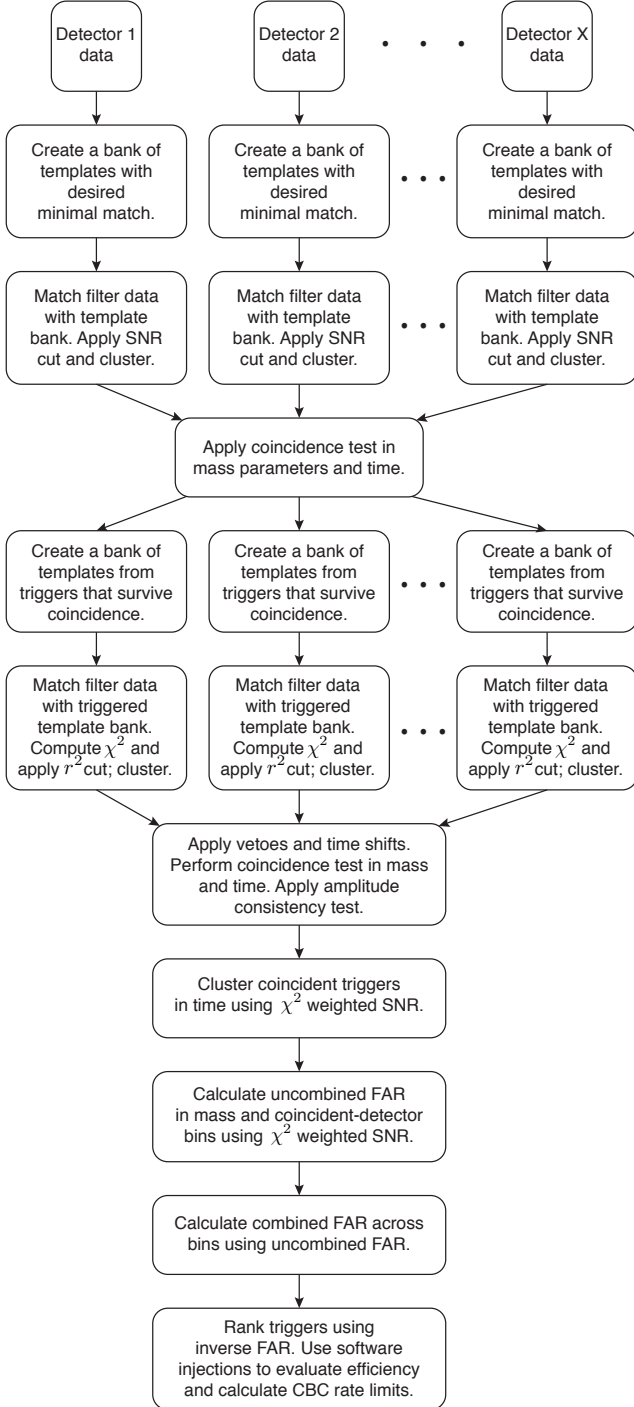 Detector 1
data
Detector 2
data
Detector X
data
Create a bank of
templates with
desired
minimal match.
Create a bank of
templates with
desired
minimal match.
Create a bank of
templates with
desired
minimal match.
Match filter data
with template
bank. Apply SNR
cut and cluster.
Match filter data
with template
bank. Apply SNR
cut and cluster.
Match filter data
with template
bank. Apply SNR
cut and cluster.
Apply coincidence test in
mass parameters and time.
Create a bank of
templates from
triggers that survive
coincidence.
Create a bank of
templates from
triggers that survive
coincidence.
Create a bank of
templates from
triggers that survive
coincidence.
Match filter data
with triggered
template bank.
Compute χ² and
apply r² cut; cluster.
Match filter data
with triggered
template bank.
Compute χ² and
apply r² cut; cluster.
Match filter data
with triggered
template bank.
Compute χ² and
apply r² cut; cluster.
Apply vetoes and time shifts.
Perform coincidence test in mass
and time. Apply amplitude
consistency test.
Cluster coincident triggers
in time using χ² weighted SNR.
Calculate uncombined FAR
in mass and coincident-detector
bins using χ² weighted SNR.
Calculate combined FAR across
bins using uncombined FAR.
Rank triggers using
inverse FAR. Use software
injections to evaluate efficiency
and calculate CBC rate limits.